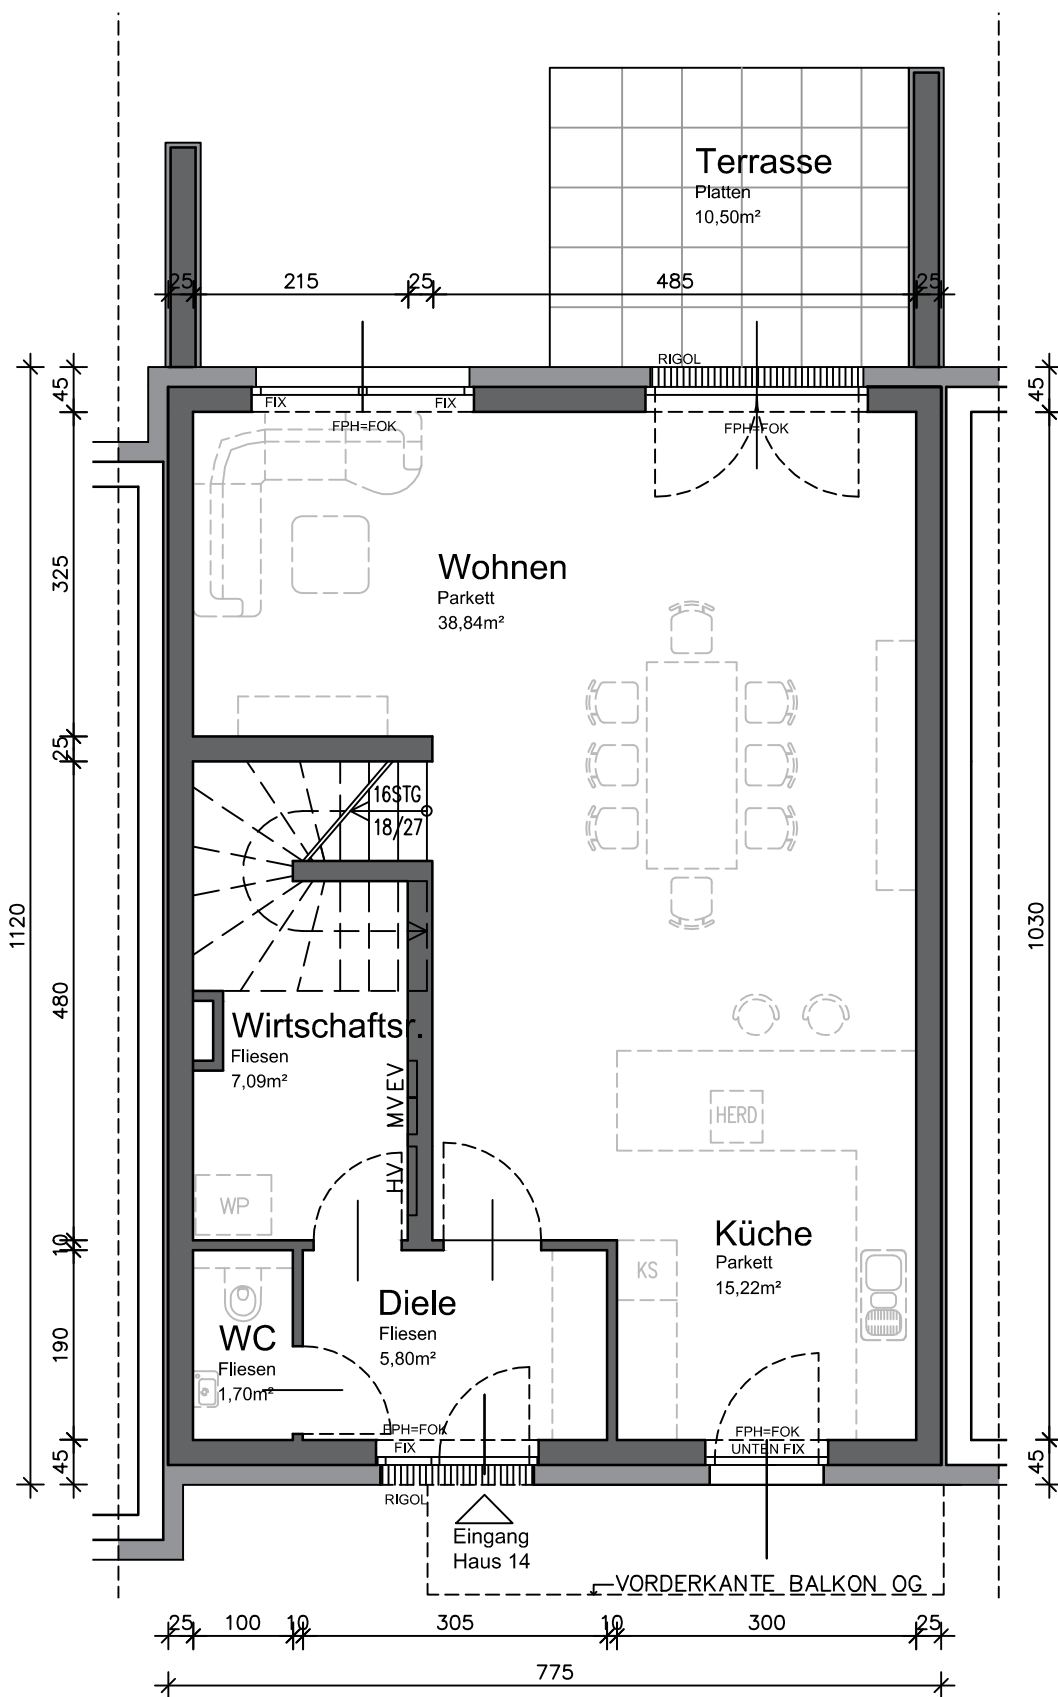 Terrasse
Platten
10,50m²
25
215
25
485
25
RIGOL
45
45
FIX
FIX
FPH=FOK
FPH=FOK
325
Wohnen
Parkett
38,84m²
25
16STG
18/27
1120
1030
480
Wirtschaftsr.
Fliesen
7,09m²
MVEV
HERD
HV
WP
10
Küche
Parkett
15,22m²
KS
Diele
Fliesen
5,80m²
WC
Fliesen
1,70m²
190
FPH=FOK
FIX
FPH=FOK
UNTEN FIX
45
45
RIGOL
Eingang
Haus 14
VORDERKANTE BALKON OG
25
100
10
305
10
300
25
775